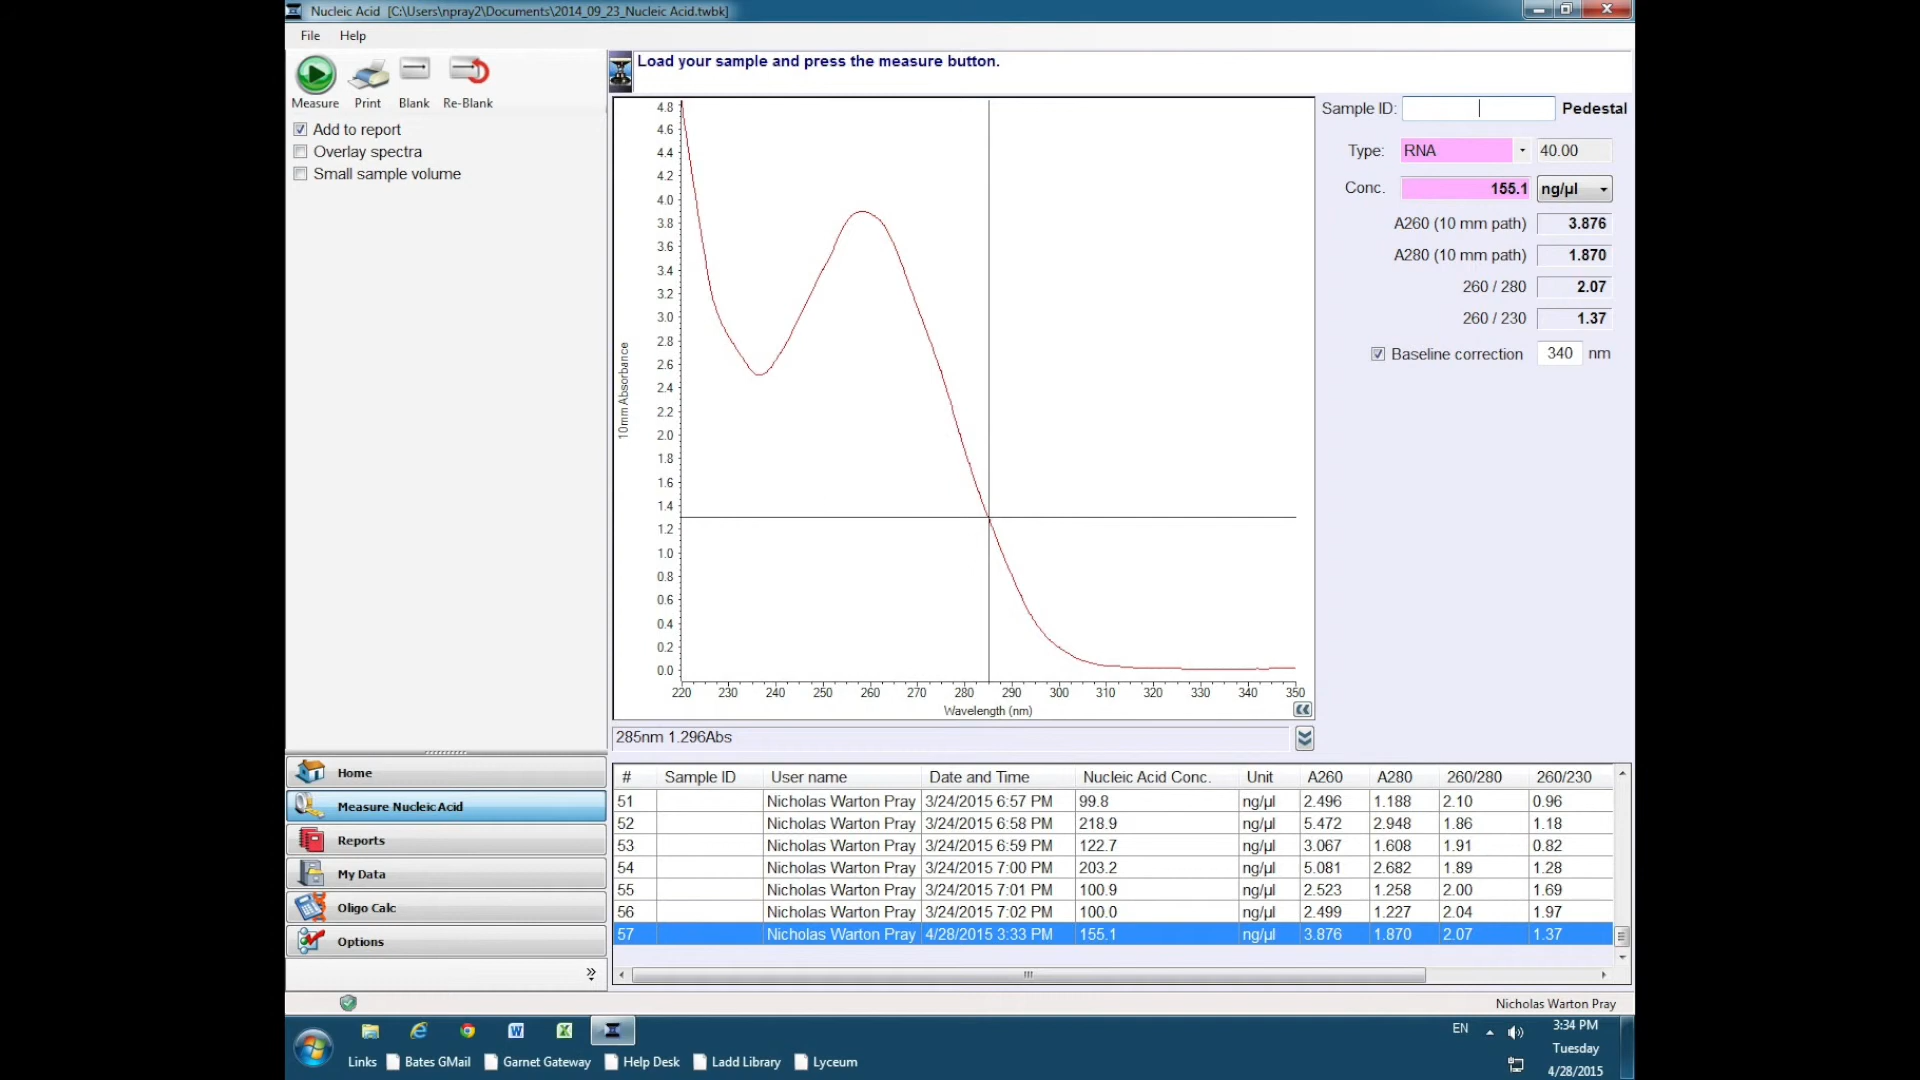 Nucleic Acid [C:\Users\npray2\Documents\2014_09_23_Nucleic Acid.twbk]
File Help
Measure Print Blank Re-Blank
Add to report
Overlay spectra
Small sample volume
Load your sample and press the measure button.
4.8
4.6
4.4
4.2
4.0
3.8
3.6
3.4
3.2
3.0
2.8
2.6
2.4
2.2
2.0
1.8
1.6
1.4
1.2
1.0
0.8
0.6
0.4
0.2
0.0
10mm Absorbance
220 230 240 250 260 270 280 290 300 310 320 330 340 350
Wavelength (nm)
285nm 1.296Abs
Sample ID: Pedestal
Type: RNA 40.00
Conc. 155.1 ng/µl
A260 (10 mm path) 3.876
A280 (10 mm path) 1.870
260 / 280 2.07
260 / 230 1.37
Baseline correction 340 nm
Home
Measure Nucleic Acid
Reports
My Data
Oligo Calc
Options
# Sample ID User name Date and Time Nucleic Acid Conc. Unit A260 A280 260/280 260/230
51 Nicholas Warton Pray 3/24/2015 6:57 PM 99.8 ng/µl 2.496 1.188 2.10 0.96
52 Nicholas Warton Pray 3/24/2015 6:58 PM 218.9 ng/µl 5.472 2.948 1.86 1.18
53 Nicholas Warton Pray 3/24/2015 6:59 PM 122.7 ng/µl 3.067 1.608 1.91 0.82
54 Nicholas Warton Pray 3/24/2015 7:00 PM 203.2 ng/µl 5.081 2.682 1.89 1.28
55 Nicholas Warton Pray 3/24/2015 7:01 PM 100.9 ng/µl 2.523 1.258 2.00 1.69
56 Nicholas Warton Pray 3/24/2015 7:02 PM 100.0 ng/µl 2.499 1.227 2.04 1.97
57 Nicholas Warton Pray 4/28/2015 3:33 PM 155.1 ng/µl 3.876 1.870 2.07 1.37
Nicholas Warton Pray
EN 3:34 PM
Tuesday
4/28/2015
Links Bates GMail Garnet Gateway Help Desk Ladd Library Lyceum